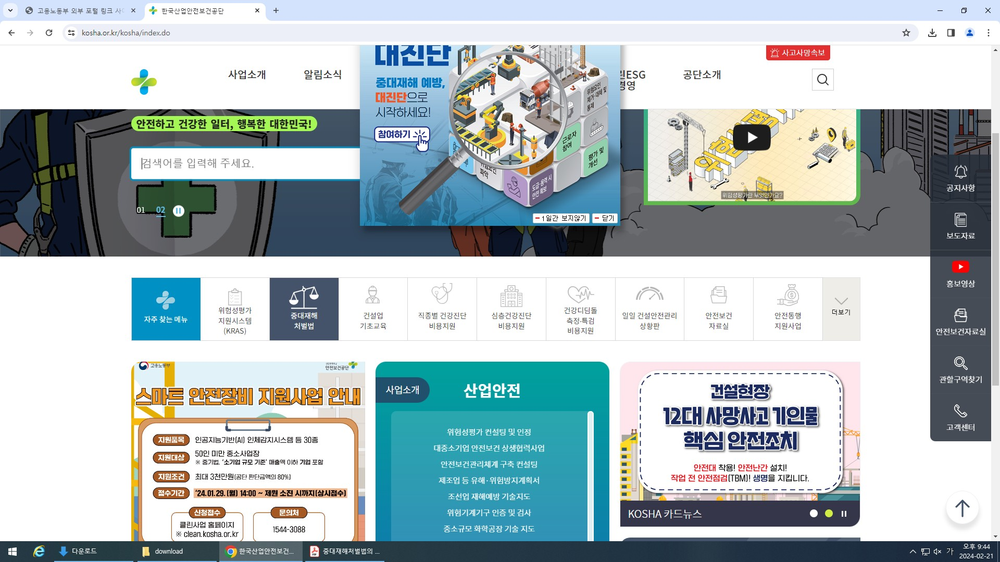 고용노동부 외부 포털 링크 사
한국산업안전보건공단
kosha.or.kr/kosha/index.do
사고사망속보
사업소개
알림소식
린ESG
경영
공단소개
대진단
중대재해 예방,
대진단으로
시작하세요!
참여하기
위험요인
제거·대체 및
통제
근로자
참여
평가 및
개선
위험요인
파악
도급·용역 시
안전 확보
1일간 보지않기
닫기
안전하고 건강한 일터, 행복한 대한민국!
검색어를 입력해 주세요.
01 02
위험성평가란 무엇인가요?
공지사항
보도자료
홍보영상
안전보건자료실
관할구역찾기
고객센터
자주 찾는 메뉴
위험성평가
지원시스템
(KRAS)
중대재해
처벌법
건설업
기초교육
직종별 건강진단
비용지원
심층건강진단
비용지원
건강디딤돌
측정·특검
비용지원
일일 건설안전관리
상황판
안전보건
자료실
안전동행
지원사업
더보기
고용노동부
안전보건공단
스마트 안전장비 지원사업 안내
지원품목 인공지능기반(AI) 인체감지시스템 등 30종
지원대상 50인 미만 중소사업장
※ 중기법, '소기업 규모 기준' 매출액 이하 기업 포함
지원조건 최대 3천만원(공단 판단금액의 80%)
접수기간 '24.01.29.(월) 14:00 ~ 재원 소진 시까지(상시접수)
신청접수
클린사업 홈페이지
※ clean.kosha.or.kr
문의처
1544-3088
사업소개
산업안전
위험성평가 컨설팅 및 인정
대중소기업 안전보건 상생협력사업
안전보건관리체계 구축 컨설팅
제조업 등 유해·위험방지계획서
조선업 재해예방 기술지도
위험기계기구 인증 및 검사
중소규모 화학공장 기술 지도
건설현장
12대 사망사고 기인물
핵심 안전조치
안전대 착용! 안전난간 설치!
작업 전 안전점검(TBM)! 생명을 지킵니다.
KOSHA 카드뉴스
다운로드
download
한국산업안전보건...
중대재해처벌법의 ...
가
오후 9:44
2024-02-21